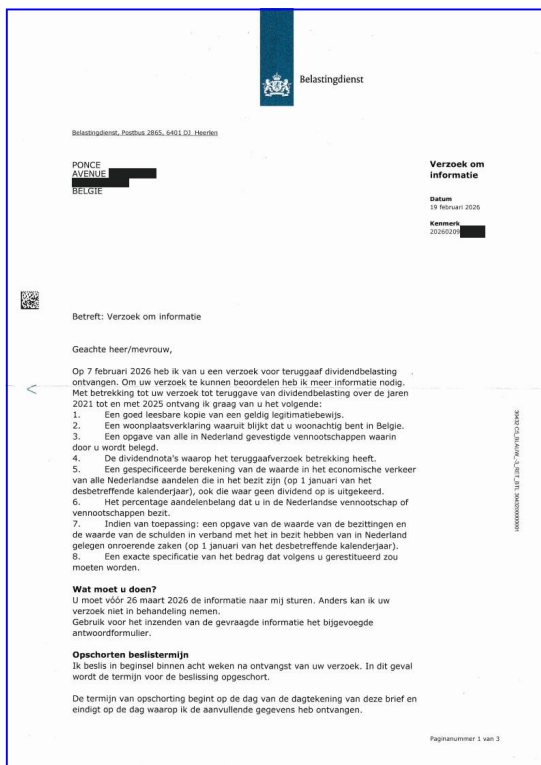 Belastingdienst
Belastingdienst, Postbus 2865, 6401 DJ Heerlen
PONCE
AVENUE
BELGIE
Verzoek om
informatie
Datum
19 februari 2026
Kenmerk
20260209
Betreft: Verzoek om informatie
Geachte heer/mevrouw,
Op 7 februari 2026 heb ik van u een verzoek voor teruggaaf dividendbelasting
ontvangen. Om uw verzoek te kunnen beoordelen heb ik meer informatie nodig.
Met betrekking tot uw verzoek tot teruggave van dividendbelasting over de jaren
2021 tot en met 2025 ontvang ik graag van u het volgende:
1. Een goed leesbare kopie van een geldig legitimatiebewijs.
2. Een woonplaatsverklaring waaruit blijkt dat u woonachtig bent in Belgie.
3. Een opgave van alle in Nederland gevestigde vennootschappen waarin
door u wordt belegd.
4. De dividendnota's waarop het teruggaafverzoek betrekking heeft.
5. Een gespecificeerde berekening van de waarde in het economische verkeer
van alle Nederlandse aandelen die in het bezit zijn (op 1 januari van het
desbetreffende kalenderjaar), ook die waar geen dividend op is uitgekeerd.
6. Het percentage aandelenbelang dat u in de Nederlandse vennootschap of
vennootschappen bezit.
7. Indien van toepassing: een opgave van de waarde van de bezittingen en
de waarde van de schulden in verband met het in bezit hebben van in Nederland
gelegen onroerende zaken (op 1 januari van het desbetreffende kalenderjaar).
8. Een exacte specificatie van het bedrag dat volgens u gerestitueerd zou
moeten worden.
Wat moet u doen?
U moet vóór 26 maart 2026 de informatie naar mij sturen. Anders kan ik uw
verzoek niet in behandeling nemen.
Gebruik voor het inzenden van de gevraagde informatie het bijgevoegde
antwoordformulier.
Opschorten beslistermijn
Ik beslis in beginsel binnen acht weken na ontvangst van uw verzoek. In dit geval
wordt de termijn voor de beslissing opgeschort.
De termijn van opschorting begint op de dag van de dagtekening van deze brief en
eindigt op de dag waarop ik de aanvullende gegevens heb ontvangen.
Paginanummer 1 van 3